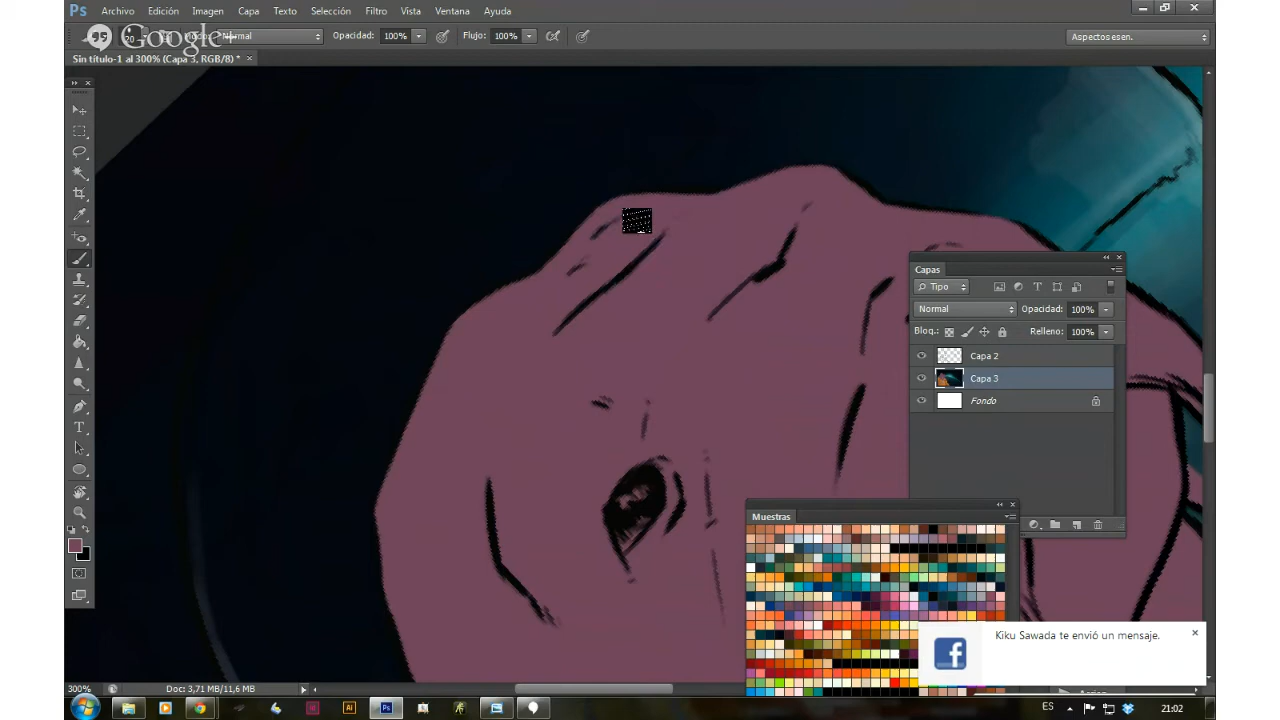 Ps Archivo Edición Imagen Capa Texto Selección Filtro Vista Ventana Ayuda
Google+
20 Normal Opacidad: 100% Flujo: 100% Aspectos esen.
Sin título-1 al 300% (Capa 3, RGB/8) * ×
Capas
Tipo
Normal Opacidad: 100%
Bloq.: Relleno: 100%
Capa 2
Capa 3
Fondo
Muestras
Kiku Sawada te envió un mensaje.
300% Doc: 3,71 MB/11,6 MB
ES 21:02